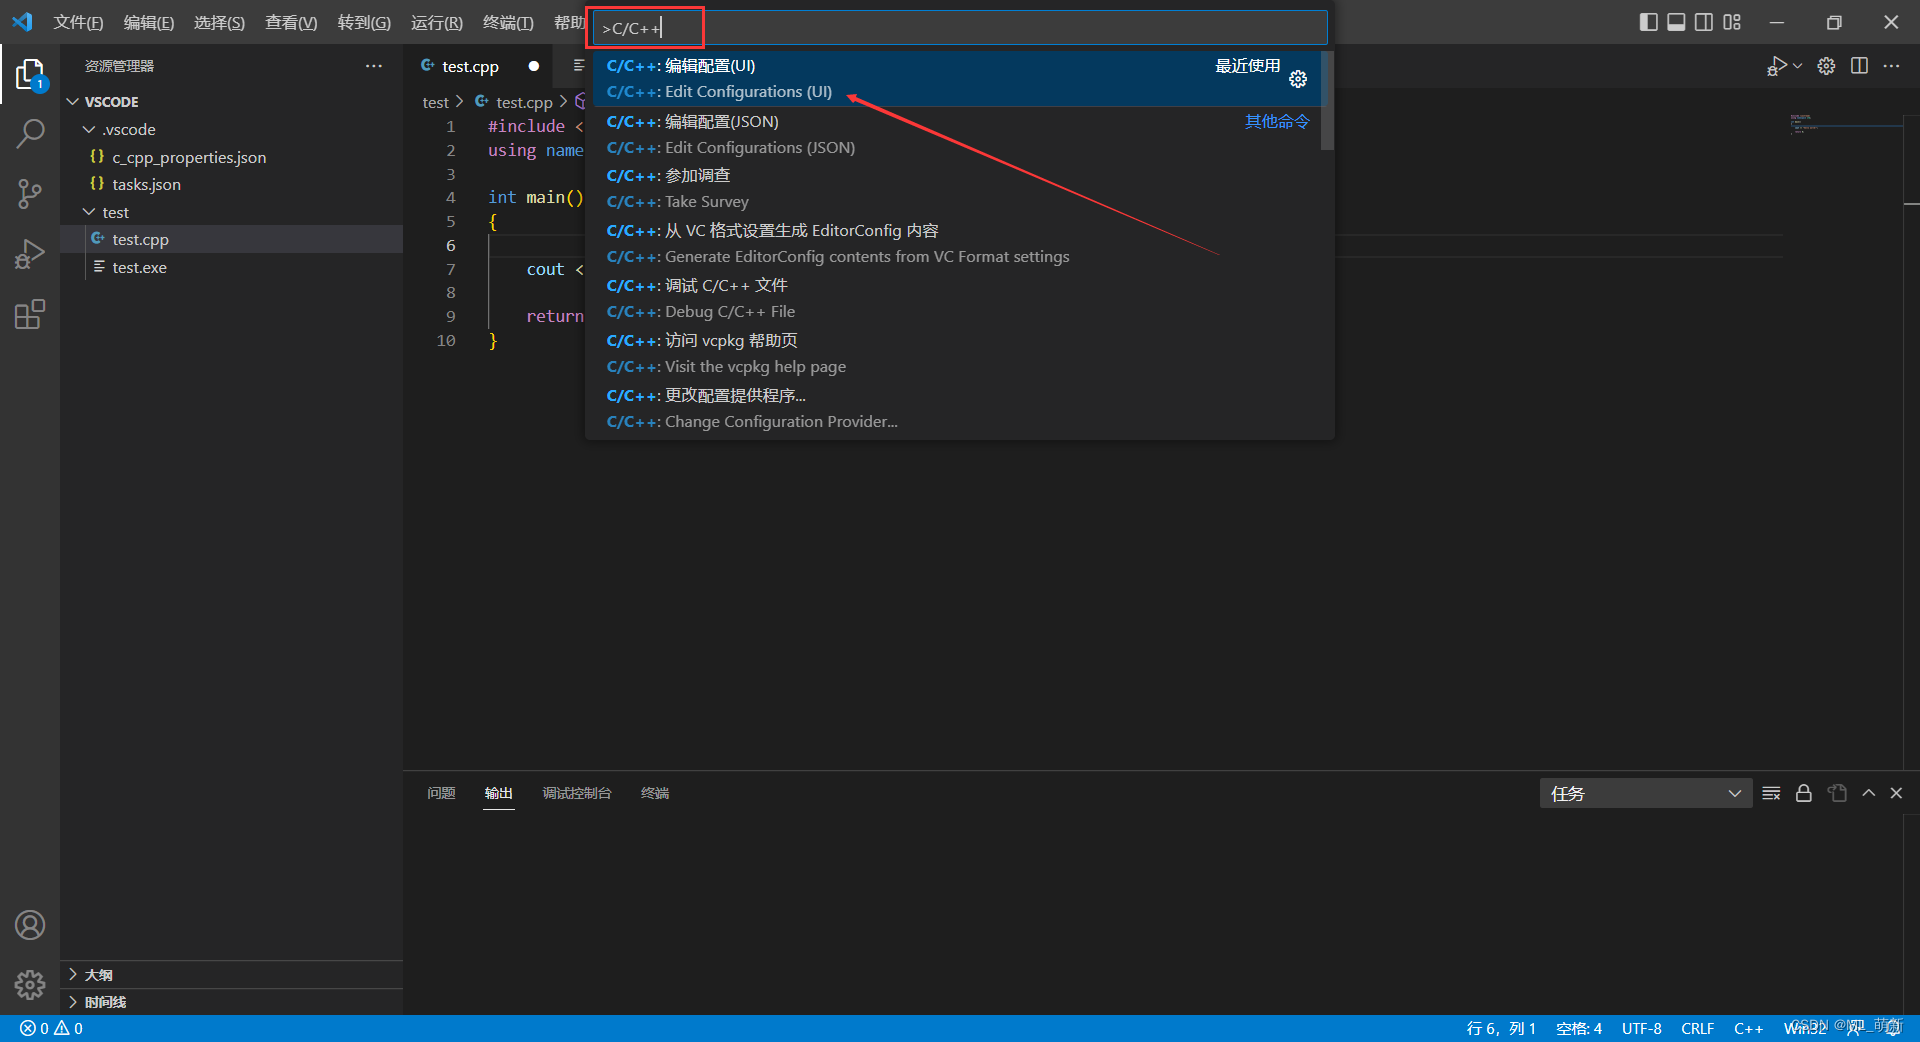 文件(F) 编辑(E) 选择(S) 查看(V) 转到(G) 运行(R) 终端(T) 帮助
>C/C++
资源管理器
VSCODE
.vscode
c_cpp_properties.json
tasks.json
test
test.cpp
test.exe
大纲
时间线
1
test.cpp
test > test.cpp >
1 #include <
2 using name
3
4 int main()
5 {
6
7 cout <
8
9 return
10 }
C/C++: 编辑配置(UI) 最近使用
C/C++: Edit Configurations (UI)
C/C++: 编辑配置(JSON) 其他命令
C/C++: Edit Configurations (JSON)
C/C++: 参加调查
C/C++: Take Survey
C/C++: 从 VC 格式设置生成 EditorConfig 内容
C/C++: Generate EditorConfig contents from VC Format settings
C/C++: 调试 C/C++ 文件
C/C++: Debug C/C++ File
C/C++: 访问 vcpkg 帮助页
C/C++: Visit the vcpkg help page
C/C++: 更改配置提供程序...
C/C++: Change Configuration Provider...
问题 输出 调试控制台 终端 任务
0 0 行 6，列 1 空格: 4 UTF-8 CRLF C++ Win32